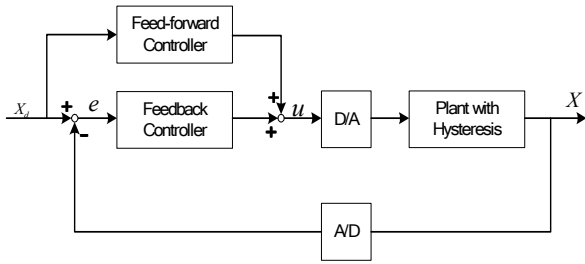 Feed-forward
Controller
X_d
+
e
-
Feedback
Controller
+
+
u
D/A
Plant with
Hysteresis
X
A/D